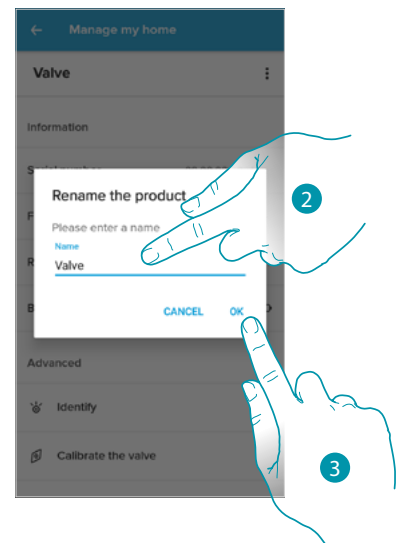 Manage my home
Valve
Information
Rename the product
Please enter a name
Name
Valve
CANCEL OK
Advanced
Identify
Calibrate the valve
2
3